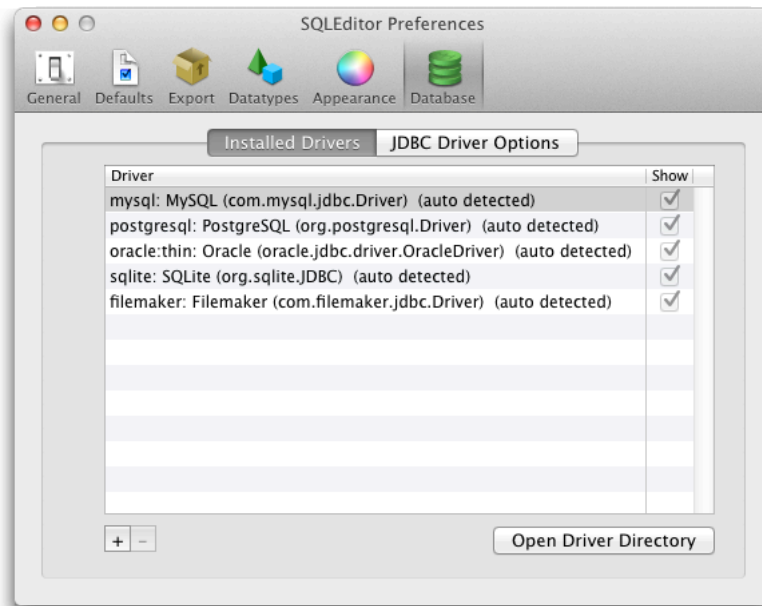 SQLEditor Preferences
General Defaults Export Datatypes Appearance Database
Installed Drivers JDBC Driver Options
Driver Show
mysql: MySQL (com.mysql.jdbc.Driver) (auto detected)
postgresql: PostgreSQL (org.postgresql.Driver) (auto detected)
oracle:thin: Oracle (oracle.jdbc.driver.OracleDriver) (auto detected)
sqlite: SQLite (org.sqlite.JDBC) (auto detected)
filemaker: Filemaker (com.filemaker.jdbc.Driver) (auto detected)
+ - Open Driver Directory